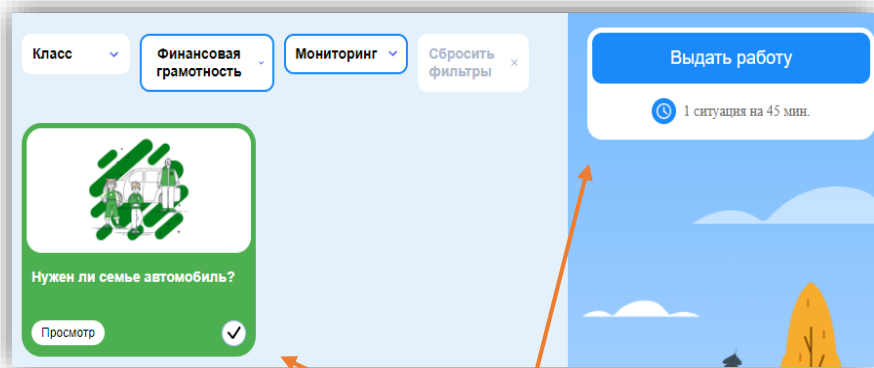 Класс
Финансовая
грамотность
Мониторинг
Сбросить
фильтры
Выдать работу
1 ситуация на 45 мин.
Нужен ли семье автомобиль?
Просмотр